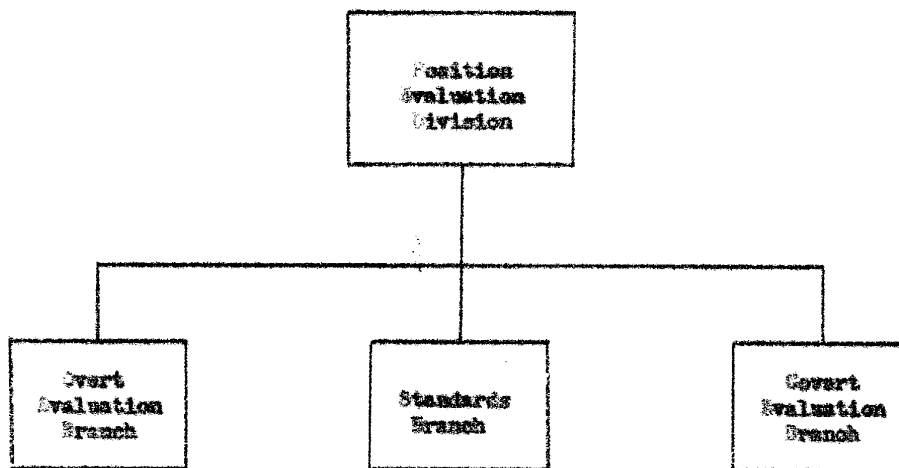 Position
Evaluation
Division
Overt
Evaluation
Branch
Standards
Branch
Covert
Evaluation
Branch